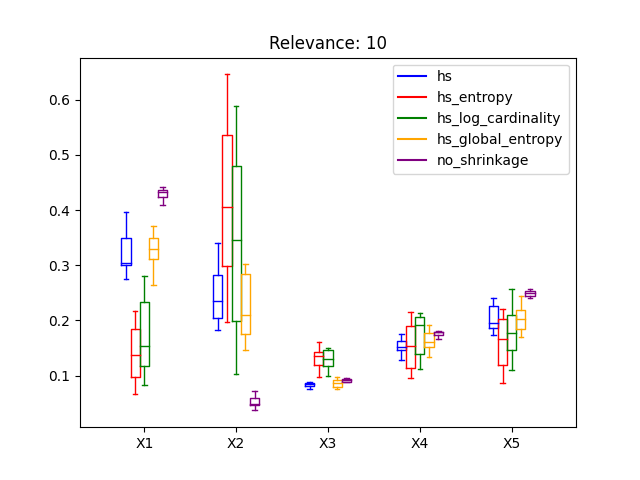 Relevance: 10
hs
hs_entropy
hs_log_cardinality
hs_global_entropy
no_shrinkage
0.6
0.5
0.4
0.3
0.2
0.1
X1 X2 X3 X4 X5